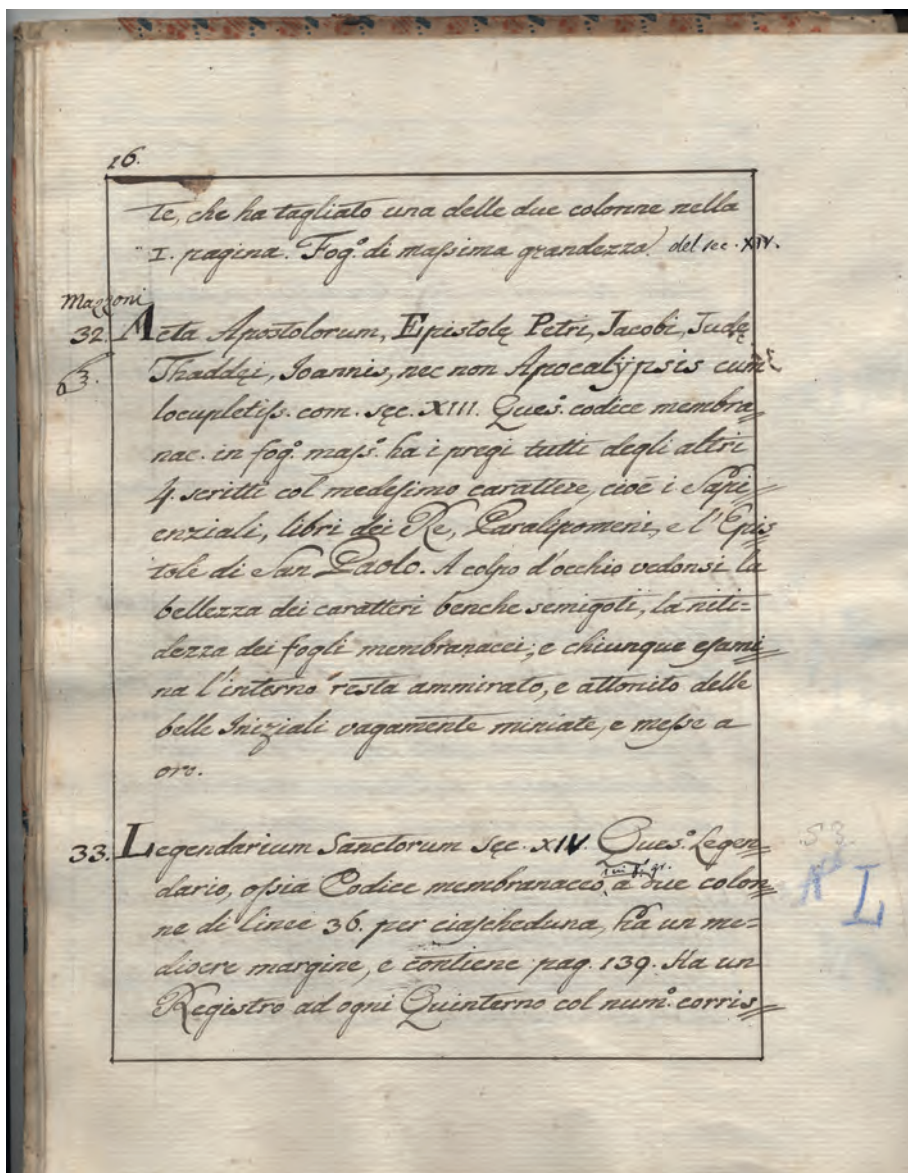 16.
te, che ha tagliato una delle due colonne nella
I. pagina. Fog.º di massima grandezza. del sec. XIV.
Mazzoni
32. Acta Apostolorum, Epistolę Petri, Jacobi, Judę
Thaddęi, Joannis, nec non Apocalÿpsis cum
locupletiss. com. sęc. XIII. Ques.º codice membra=
nac. in fog.º mass.º ha i pregi tutti degli altri
4. scritti col medesimo carattere, cioè i Sapi=
enziali, libri dei Re, Paralipomeni, e l'Epis=
tole di San Paolo. A colpo d'occhio vedonsi la
bellezza dei caratteri benche semigoti, la niti=
dezza dei fogli membranacei; e chiunque esami=
na l'interno resta ammirato, e attonito delle
belle Iniziali vagamente miniate, e messe a
oro.
33. Legendarium Sanctorum sęc. XIV. Ques.º Legen=
dario, ossia Codice membranaceo, a due colon=
ne di linee 36. per ciascheduna, ha un me=
diocre margine, e contiene pag. 139. Ha un
Registro ad ogni Quinterno col num.º corris=
53.
L